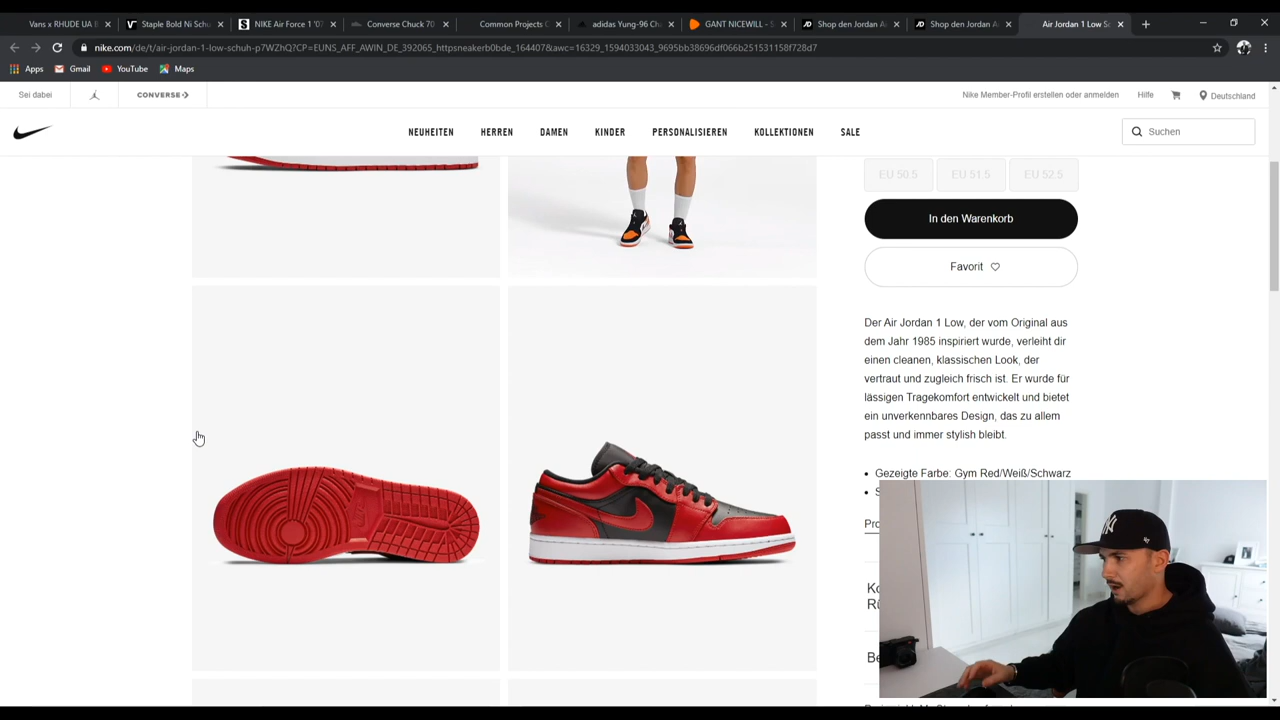 Vans x RHUDE UA B
Staple Bold Ni Schu
NIKE Air Force 1 '07
Converse Chuck 70
Common Projects C
adidas Yung-96 Ch
GANT NICEWILL - S
Shop den Jordan A
Shop den Jordan A
Air Jordan 1 Low Sc
nike.com/de/t/air-jordan-1-low-schuh-p7WZhQ?CP=EUNS_AFF_AWIN_DE_392065_httpsneakerb0bde_164407&awc=16329_1594033043_9695bb38696df066b251531158f728d7
Apps
Gmail
YouTube
Maps
Sei dabei
CONVERSE
Nike Member-Profil erstellen oder anmelden
Hilfe
Deutschland
NEUHEITEN
HERREN
DAMEN
KINDER
PERSONALISIEREN
KOLLEKTIONEN
SALE
Suchen
EU 50.5
EU 51.5
EU 52.5
In den Warenkorb
Favorit
Der Air Jordan 1 Low, der vom Original aus
dem Jahr 1985 inspiriert wurde, verleiht dir
einen cleanen, klassischen Look, der
vertraut und zugleich frisch ist. Er wurde für
lässigen Tragekomfort entwickelt und bietet
ein unverkennbares Design, das zu allem
passt und immer stylish bleibt.
• Gezeigte Farbe: Gym Red/Weiß/Schwarz
• S
Pro
Ko
Rü
Be